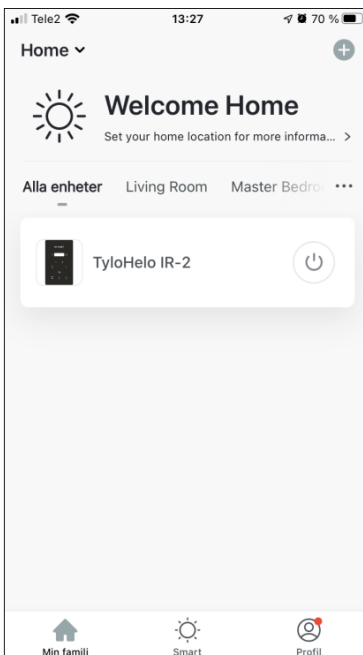 Tele2 13:27 70 %
Home
Welcome Home
Set your home location for more informa...
Alla enheter Living Room Master Bedro
TyloHelo IR-2
Min familj Smart Profil